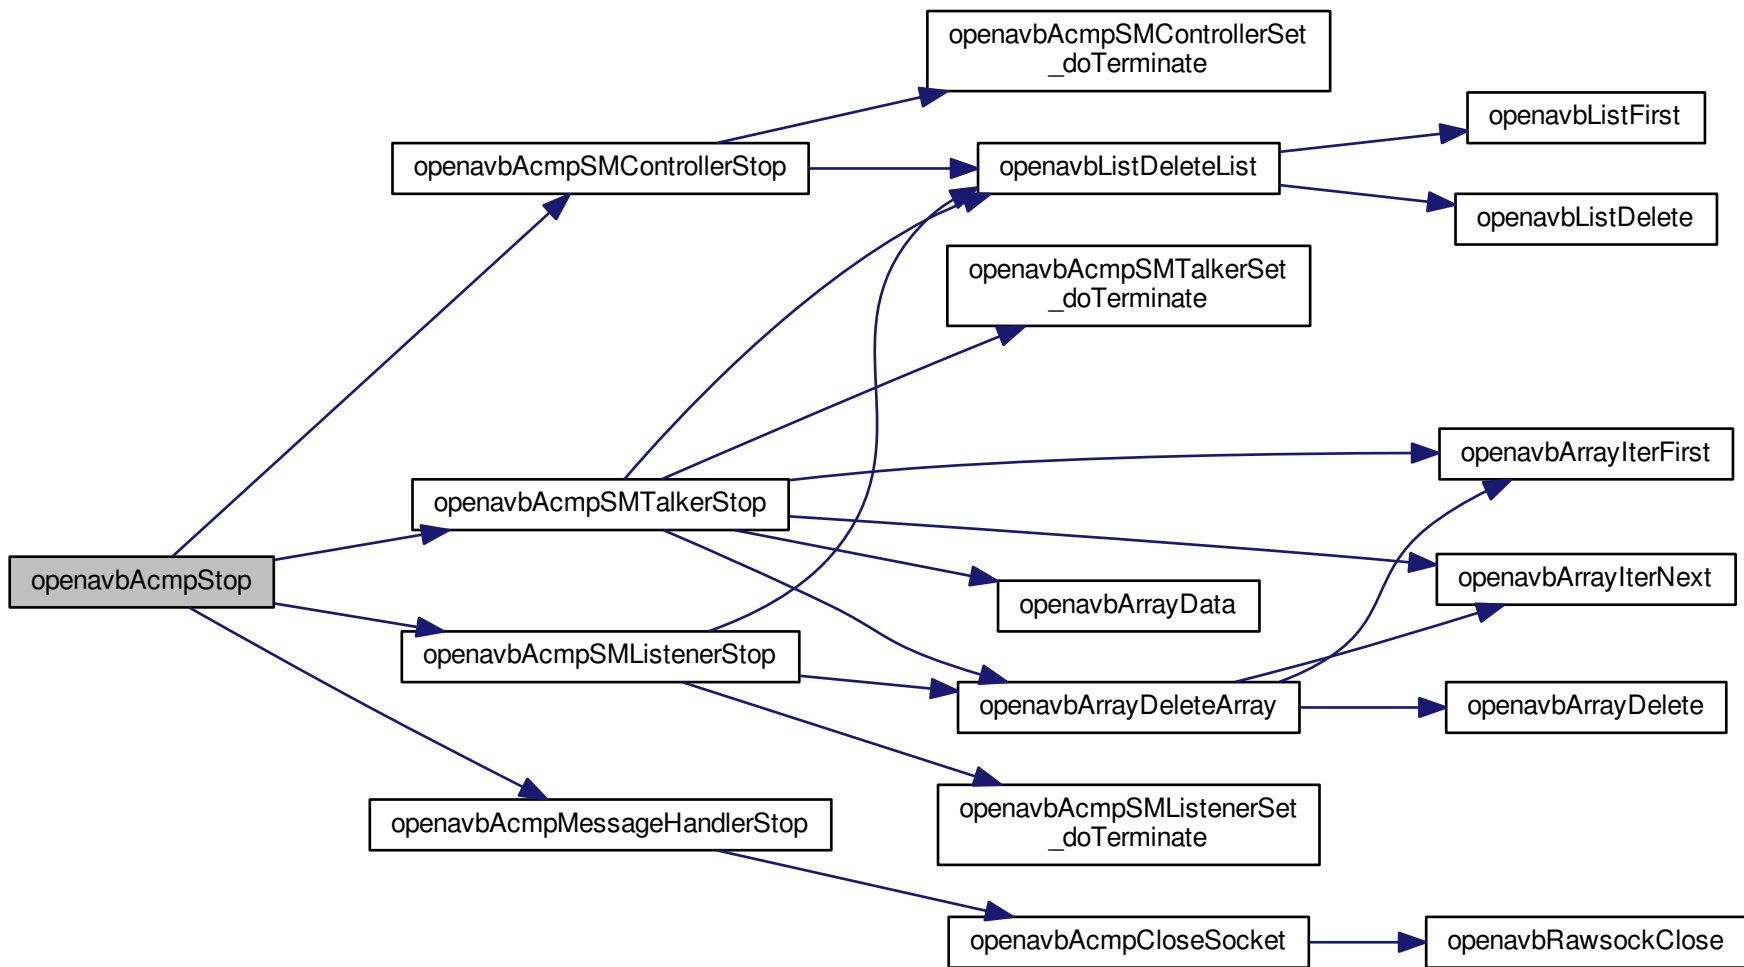 openavbAcmpSMControllerSet
_doTerminate
openavbListFirst
openavbAcmpSMControllerStop
openavbListDeleteList
openavbListDelete
openavbAcmpSMTalkerSet
_doTerminate
openavbArrayIterFirst
openavbAcmpSMTalkerStop
openavbAcmpStop
openavbArrayIterNext
openavbArrayData
openavbAcmpSMListenerStop
openavbArrayDeleteArray
openavbArrayDelete
openavbAcmpMessageHandlerStop
openavbAcmpSMListenerSet
_doTerminate
openavbAcmpCloseSocket
openavbRawsockClose